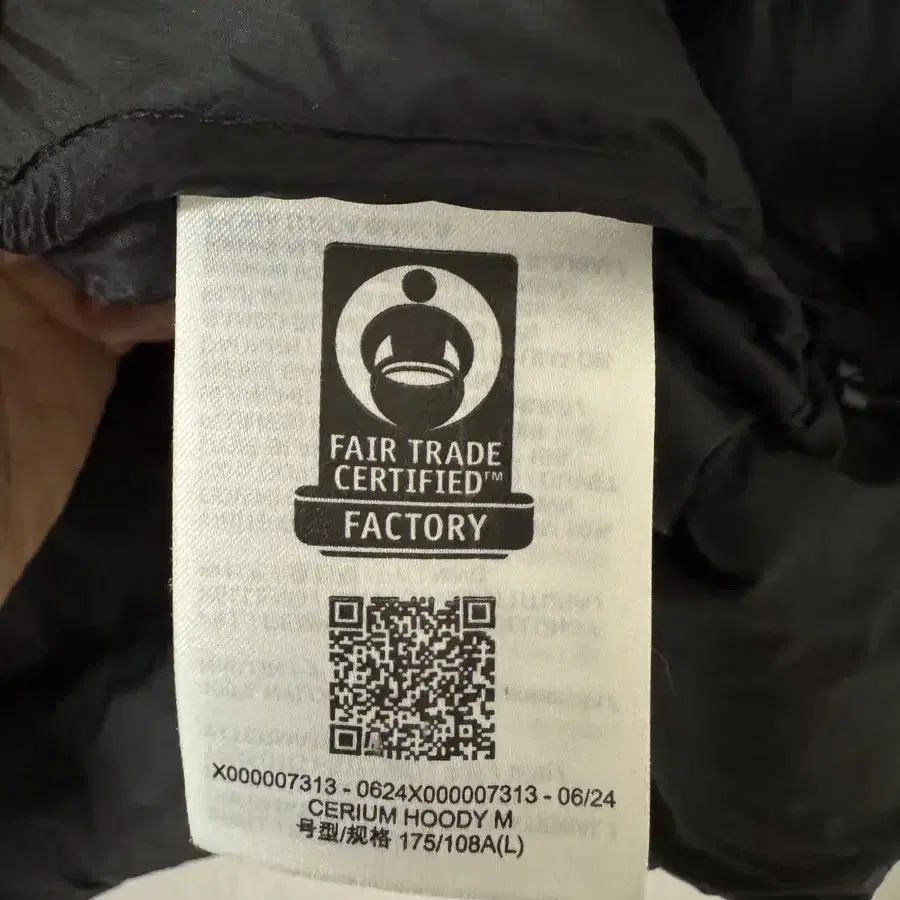 FAIR TRADE
CERTIFIED™
FACTORY
X000007313 - 0624X000007313 - 06/24
CERIUM HOODY M
号型/规格 175/108A(L)